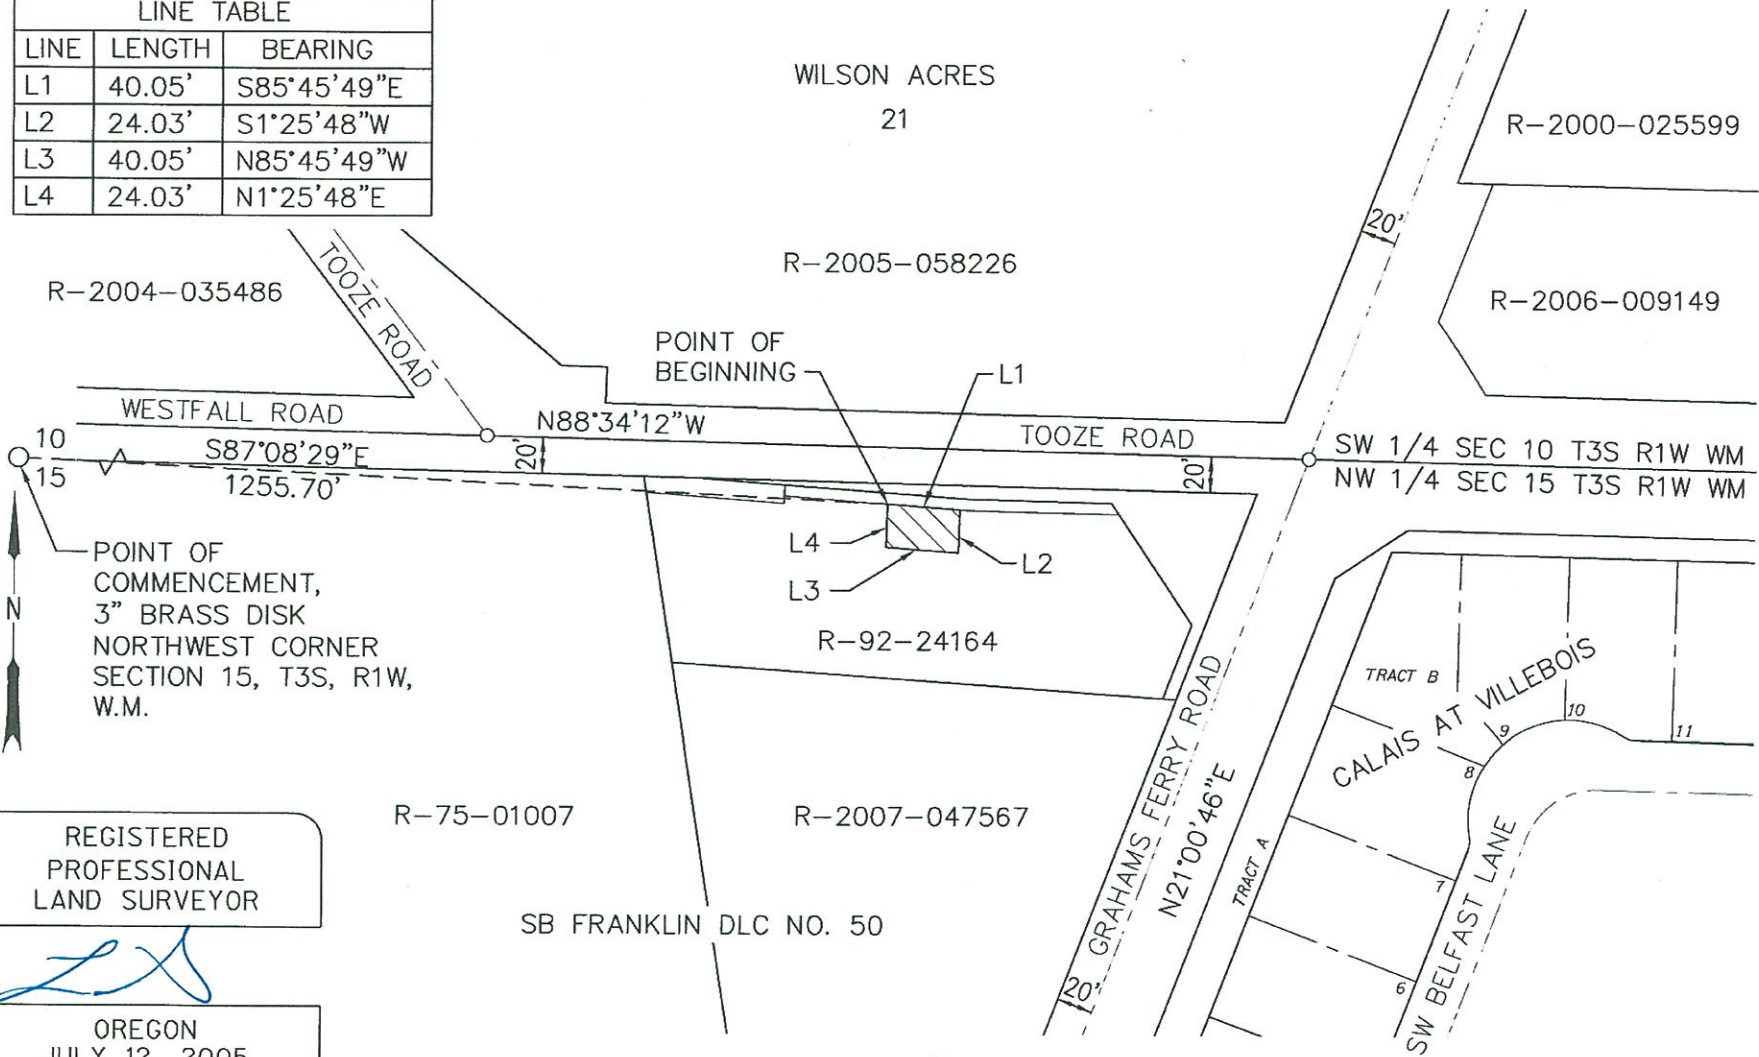 LINE TABLE
LINE LENGTH BEARING
L1 40.05' S85°45'49"E
L2 24.03' S1°25'48"W
L3 40.05' N85°45'49"W
L4 24.03' N1°25'48"E
WILSON ACRES
21
R-2000-025599
20'
R-2004-035486
TOOZE ROAD
R-2005-058226
R-2006-009149
POINT OF
BEGINNING
L1
WESTFALL ROAD
N88°34'12"W
TOOZE ROAD
SW 1/4 SEC 10 T3S R1W WM
NW 1/4 SEC 15 T3S R1W WM
10
15
S87°08'29"E
1255.70'
20'
20'
L4
L3
L2
POINT OF
COMMENCEMENT,
3" BRASS DISK
NORTHWEST CORNER
SECTION 15, T3S, R1W,
W.M.
N
R-92-24164
TRACT B
CALAIS AT VILLEBOIS
10
9
11
8
7
6
R-75-01007
R-2007-047567
GRAHAMS FERRY ROAD
N21°00'46"E
TRACT A
SW BELFAST LANE
20'
SB FRANKLIN DLC NO. 50
REGISTERED
PROFESSIONAL
LAND SURVEYOR
OREGON
JULY 12, 2005